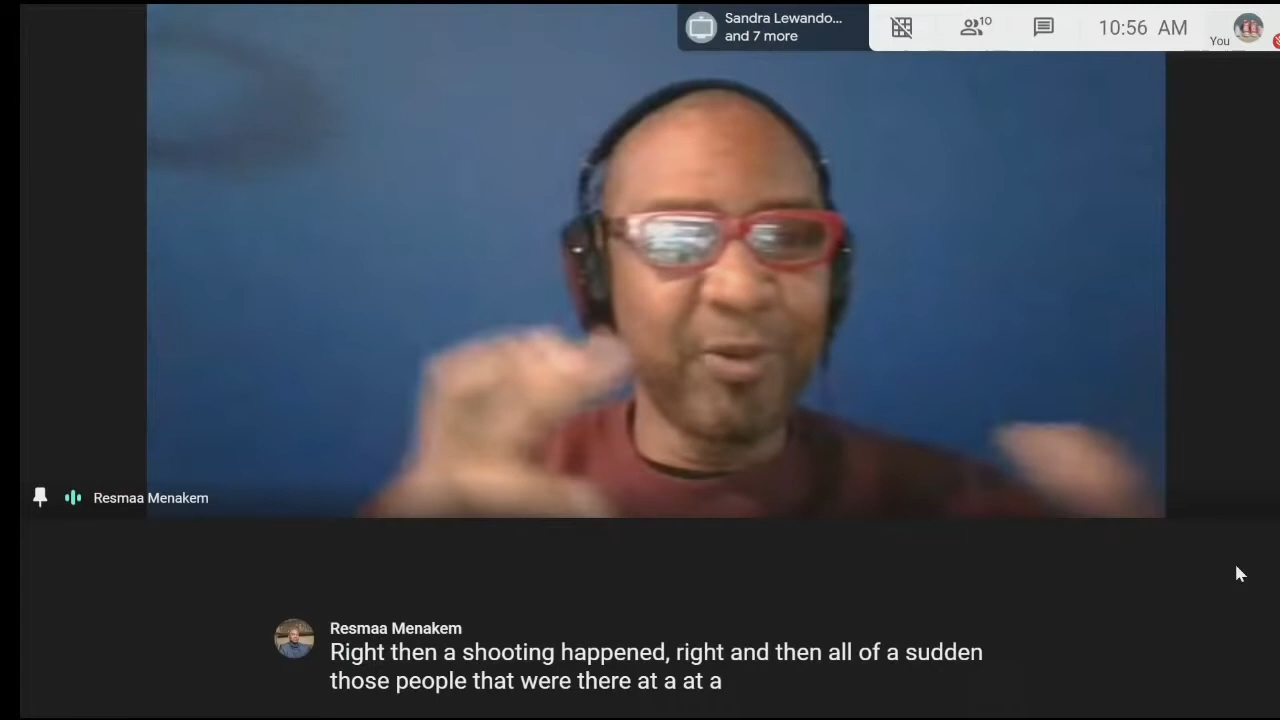 Sandra Lewando...
and 7 more
10
10:56 AM
You
Resmaa Menakem
Resmaa Menakem
Right then a shooting happened, right and then all of a sudden
those people that were there at a at a